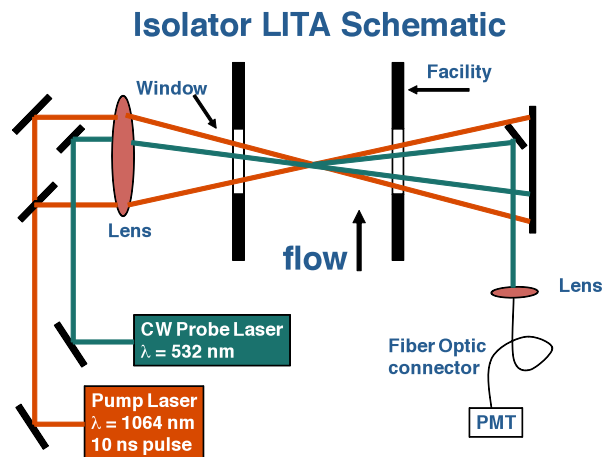 Isolator LITA Schematic
Window
Facility
Lens
flow
Lens
CW Probe Laser
λ = 532 nm
Fiber Optic
connector
Pump Laser
λ = 1064 nm
10 ns pulse
PMT